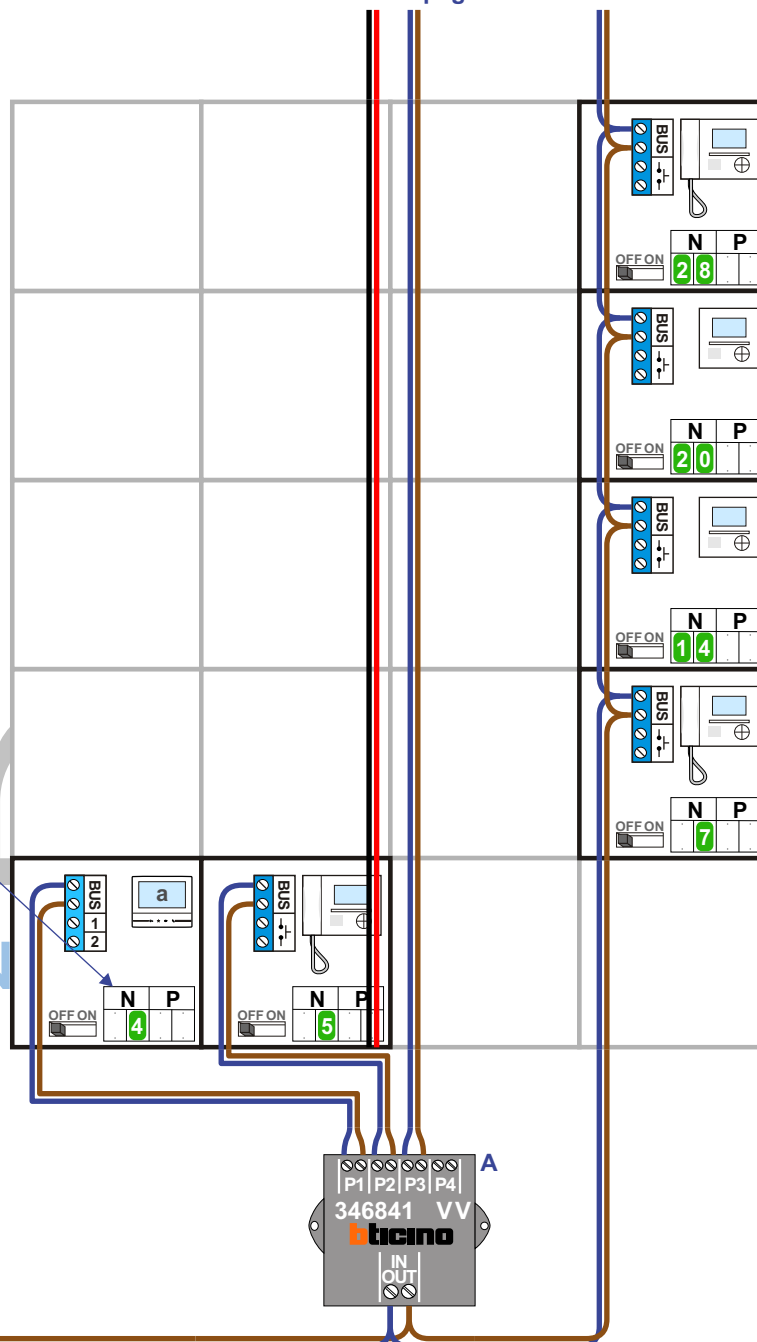 BUS
N P
OFF ON
2 8
BUS
N P
OFF ON
2 0
BUS
N P
OFF ON
1 4
BUS
N P
OFF ON
7
BUS
1
2
a
N P
OFF ON
4
BUS
N P
OFF ON
5
A
P1 P2 P3 P4
346841 VV
bticino
IN
OUT